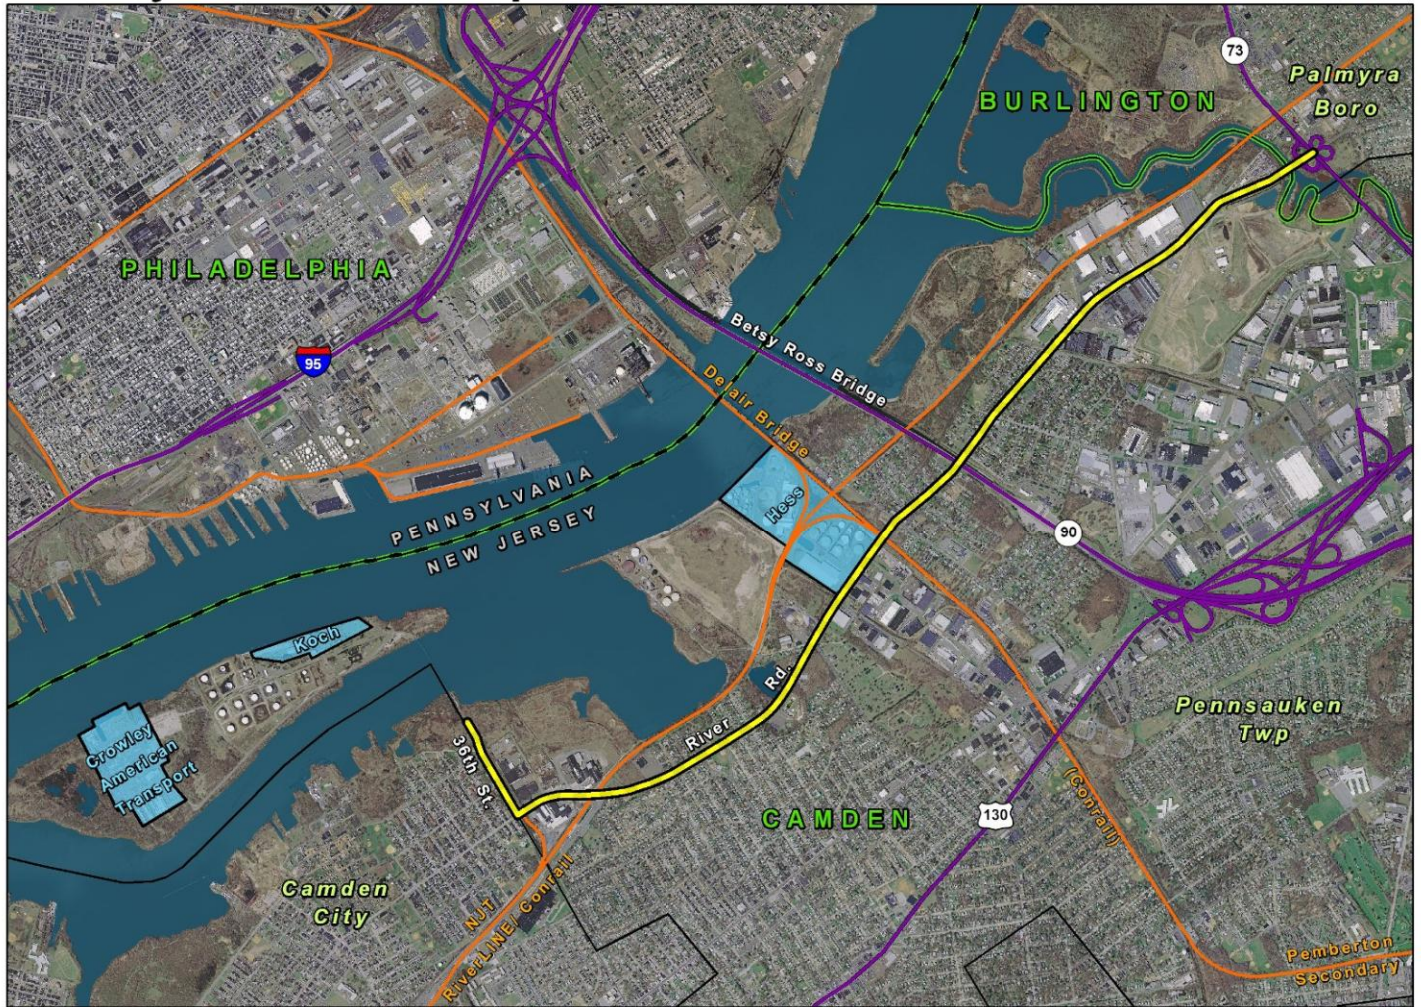 73
Palmyra
Boro
BURLINGTON
PHILADELPHIA
95
Betsy Ross Bridge
Delair Bridge
PENNSYLVANIA
NEW JERSEY
Hess
90
Koch
Crowley
American
Transport
River Rd.
36th St.
Pennsauken
Twp
130
CAMDEN
(Conrail)
Camden
City
NJT
RiverLINE/ Conrail
Pemberton
Secondary